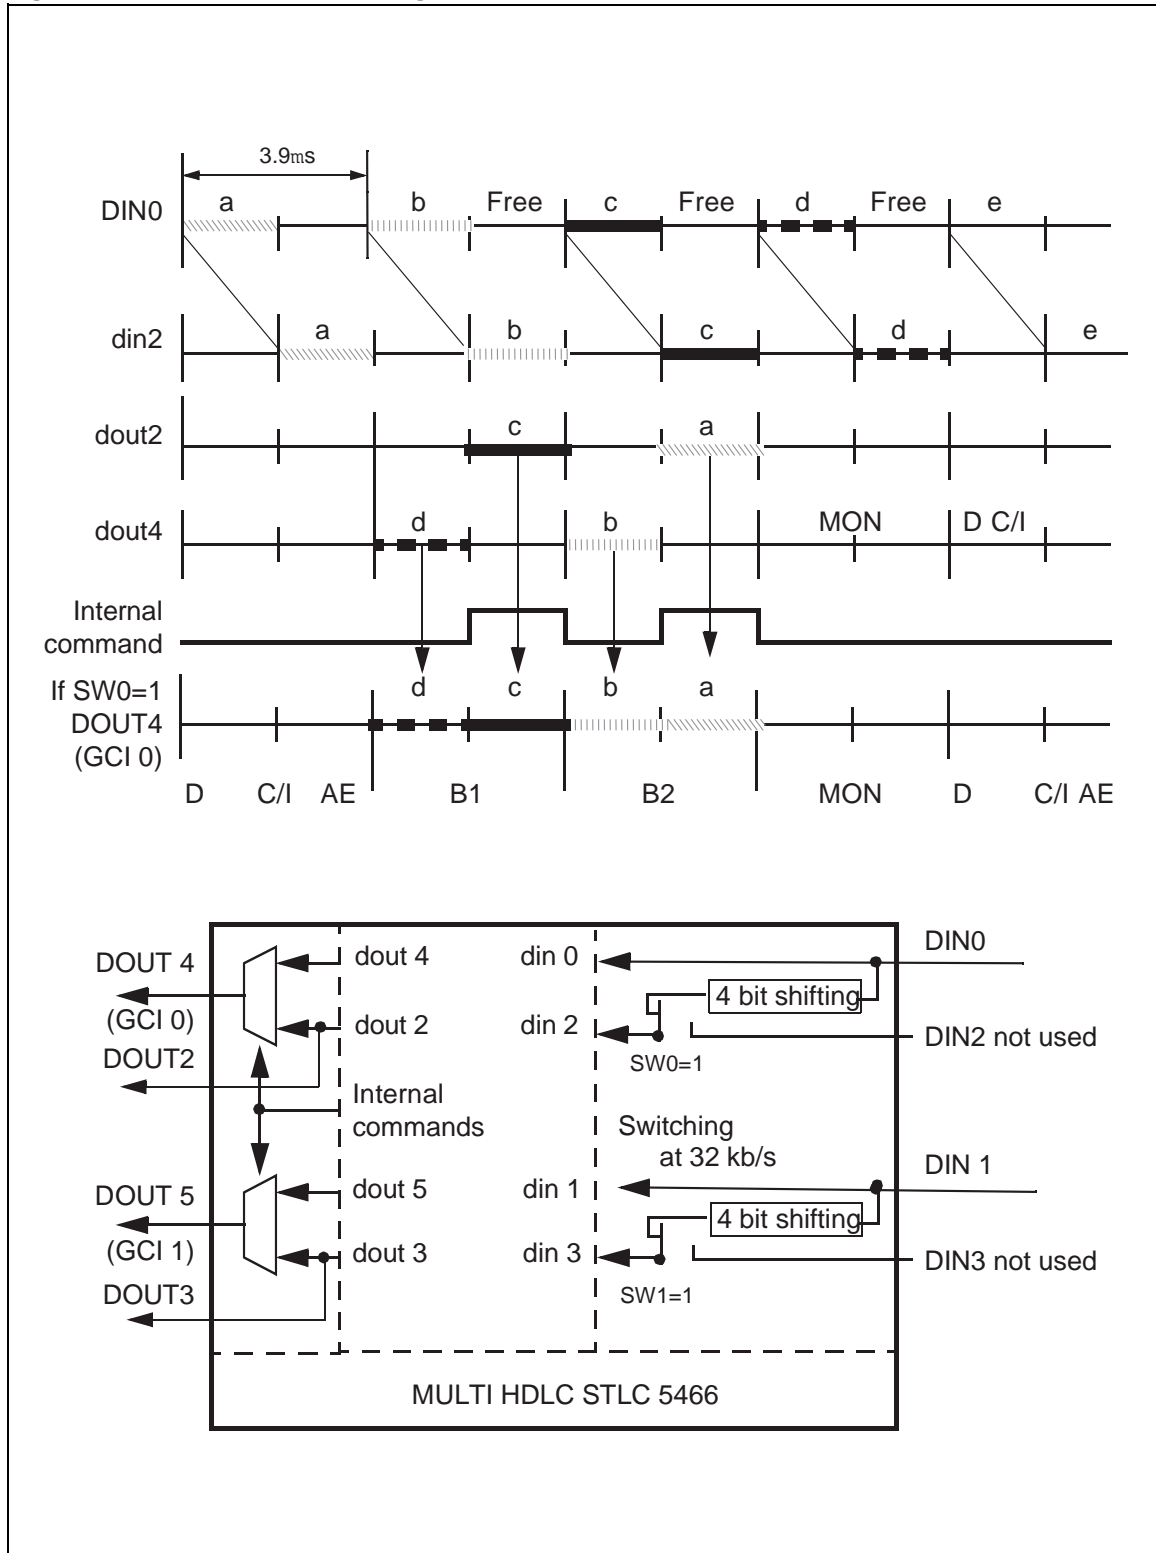 3.9ms
DIN0 a b Free c Free d Free e
din2 a b c d e
dout2 c a
dout4 d b MON D C/I
Internal
command
If SW0=1 d c b a
DOUT4
(GCI 0)
D C/I AE B1 B2 MON D C/I AE
DOUT 4 dout 4 din 0 DIN0
4 bit shifting
(GCI 0) dout 2 din 2 DIN2 not used
DOUT2 SW0=1
Internal
commands
Switching
at 32 kb/s
DIN 1
DOUT 5 dout 5 din 1
4 bit shifting
(GCI 1) dout 3 din 3 DIN3 not used
DOUT3 SW1=1
MULTI HDLC STLC 5466